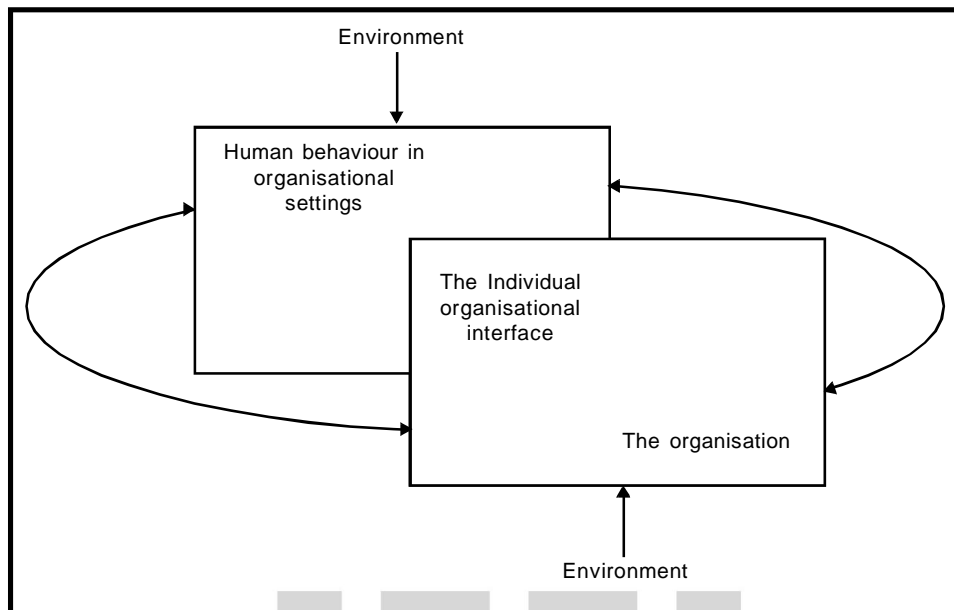 Environment
Human behaviour in
organisational
settings
The Individual
organisational
interface
The organisation
Environment